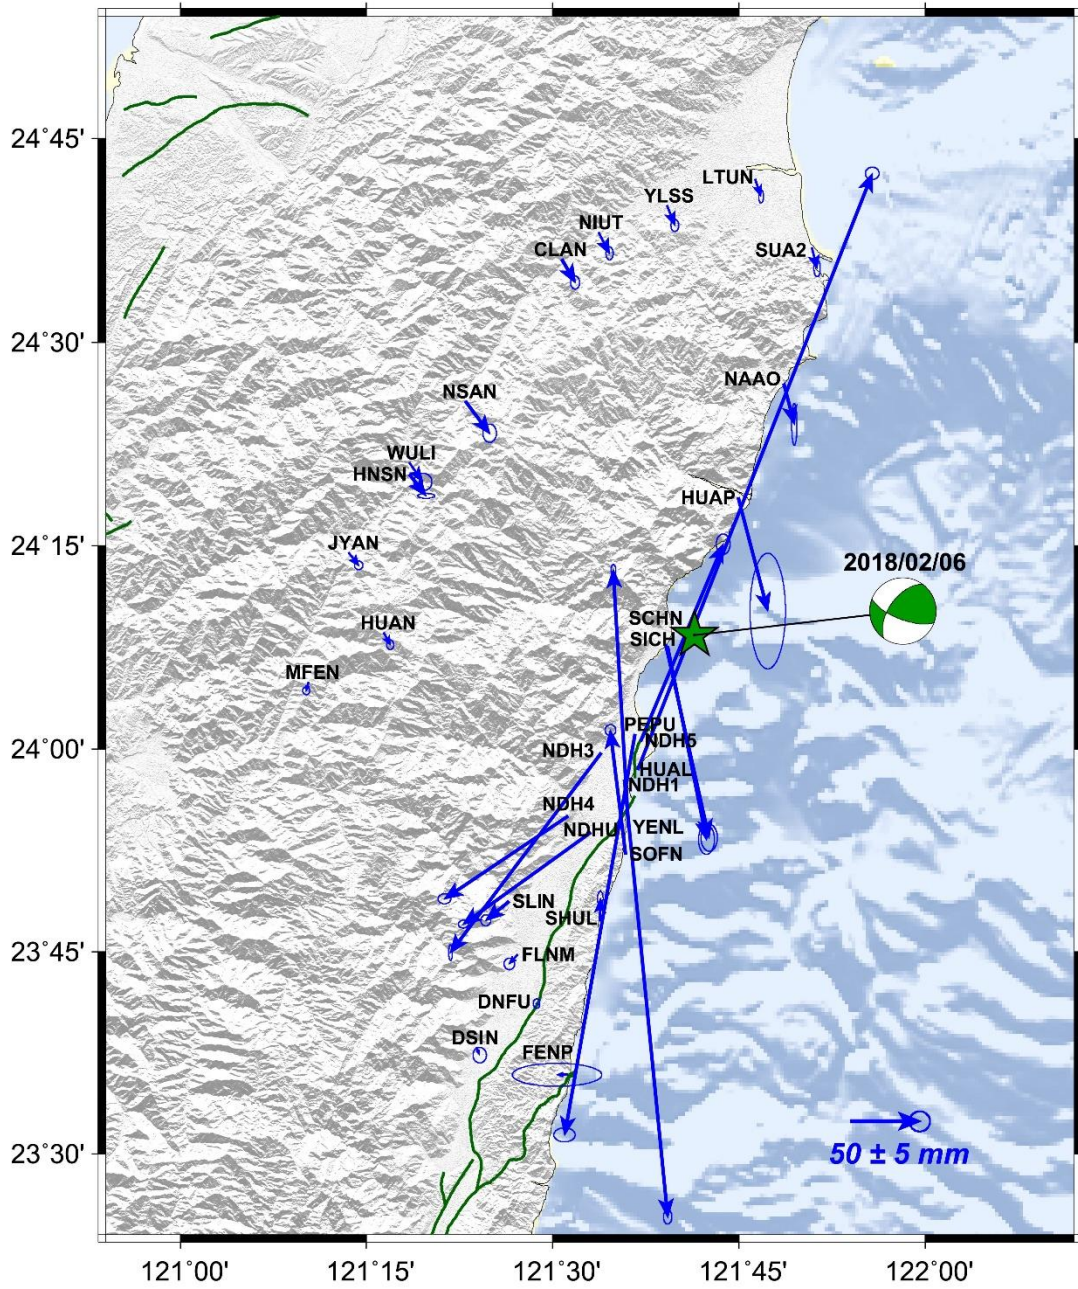 24°45'
LTUN
YLSS
NIUT
CLAN
SUA2
24°30'
NAAO
NSAN
WULI
HNSN
HUAP
24°15'
JYAN
2018/02/06
HUAN
SCHN
SICH
MFEN
24°00'
PEPU
NDH5
NDH3
HUAL
NDH1
NDH4
NDHU
YENL
SOFN
SLIN
SHUL
23°45'
FLNM
DNFU
DSIN
FENP
23°30'
50 ± 5 mm
121°00'
121°15'
121°30'
121°45'
122°00'